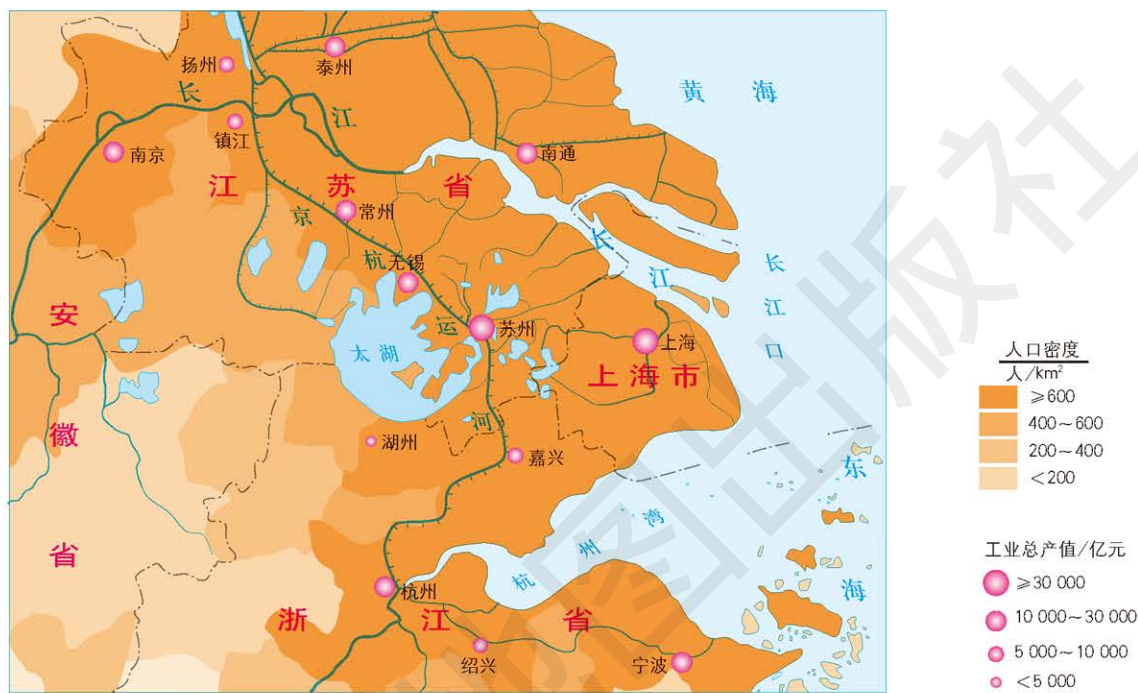 扬州
泰州
长
江
黄海
镇江
南京
南通
江苏省
常州
京
杭
无锡
运
河
长
江
长江口
苏州
太湖
上海
上海市
安
徽
省
湖州
嘉兴
东
海
杭州湾
杭州
浙江省
绍兴
宁波
人口密度
人/km²
≥600
400～600
200～400
<200
工业总产值/亿元
≥30 000
10 000～30 000
5 000～10 000
<5 000
图出版社